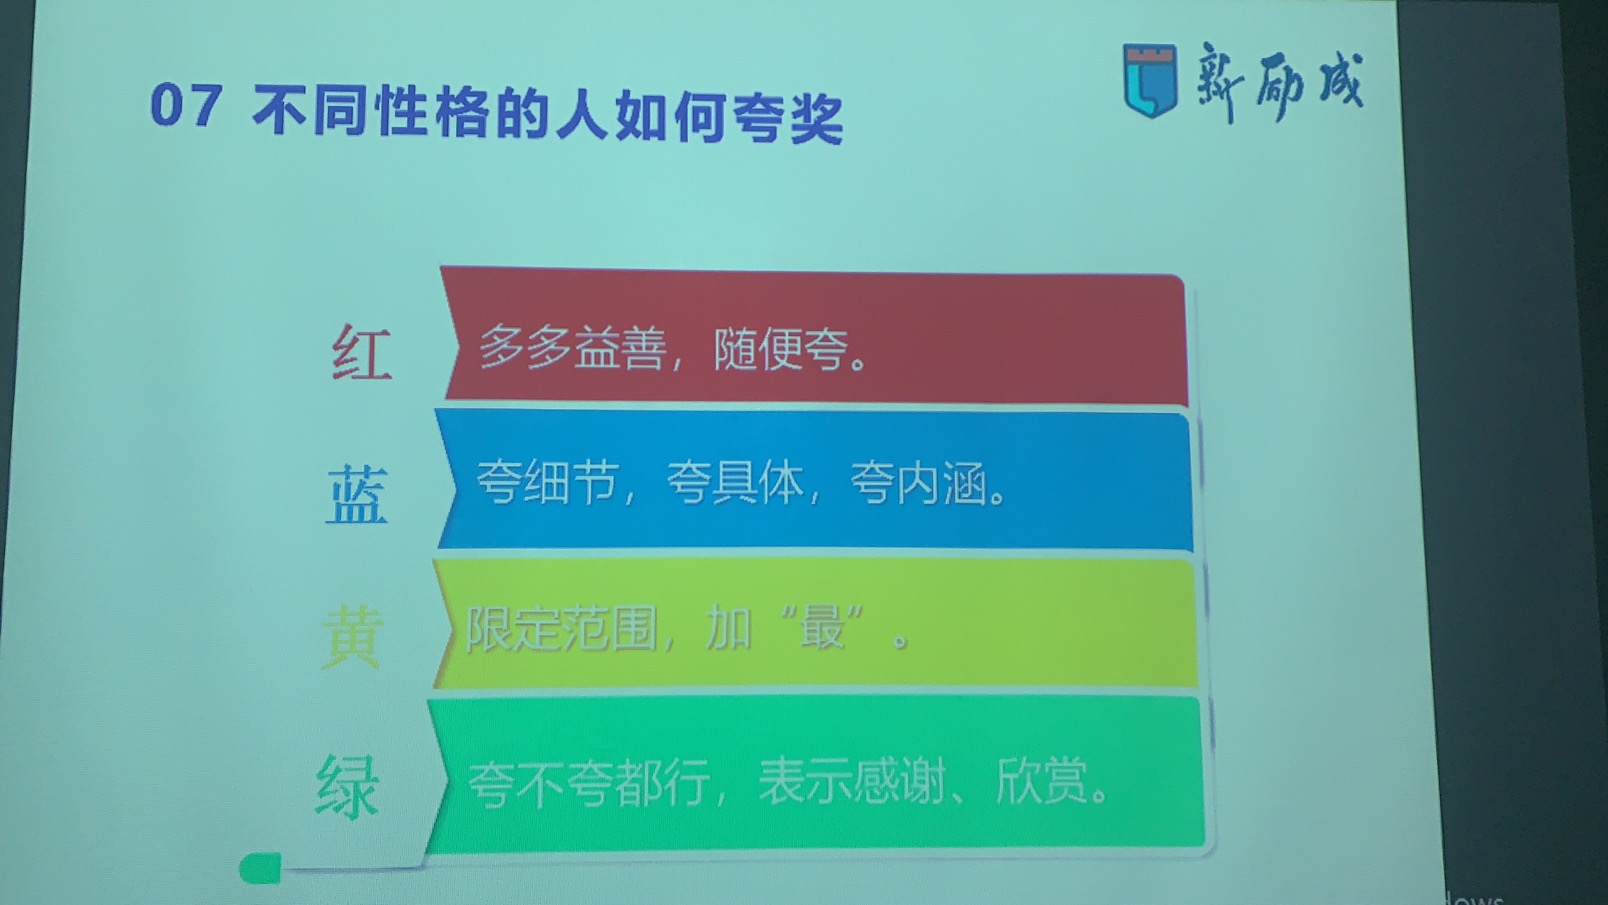 07 不同性格的人如何夸奖
新励成
红
多多益善，随便夸。
蓝
夸细节，夸具体，夸内涵。
黄
限定范围，加“最”。
绿
夸不夸都行，表示感谢、欣赏。